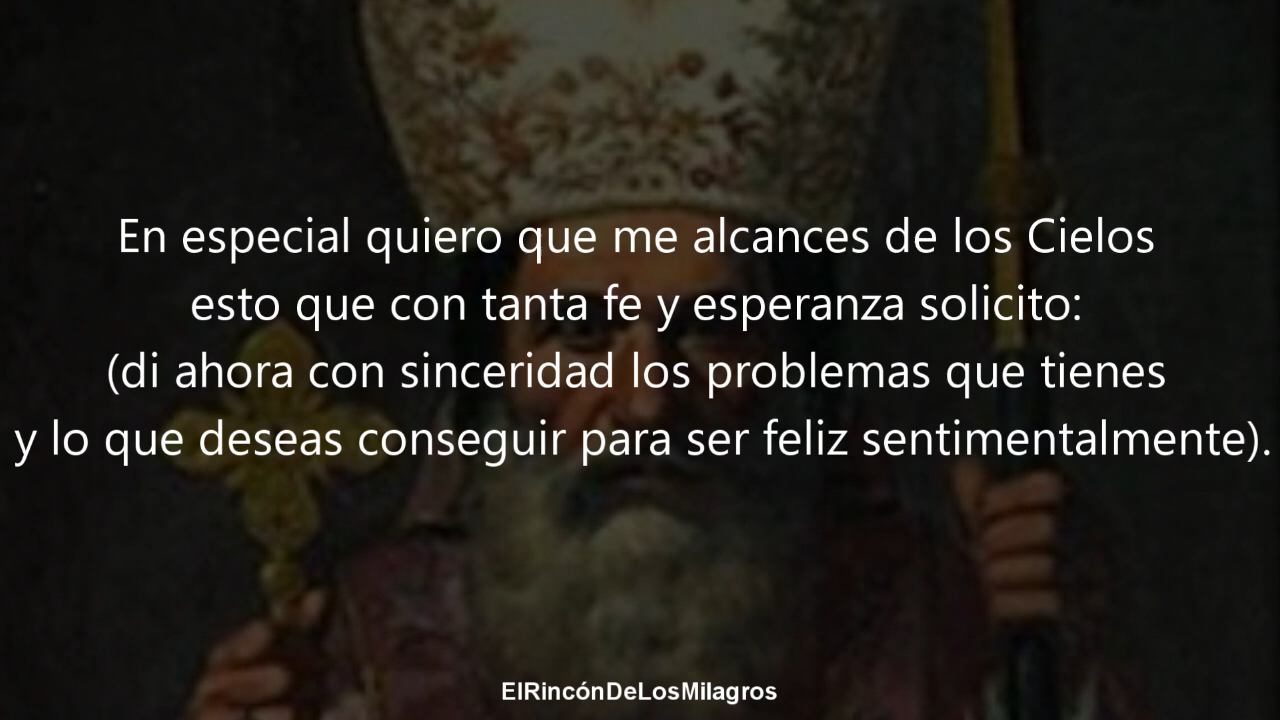 En especial quiero que me alcances de los Cielos
esto que con tanta fe y esperanza solicito:
(di ahora con sinceridad los problemas que tienes
y lo que deseas conseguir para ser feliz sentimentalmente).
ElRincónDeLosMilagros